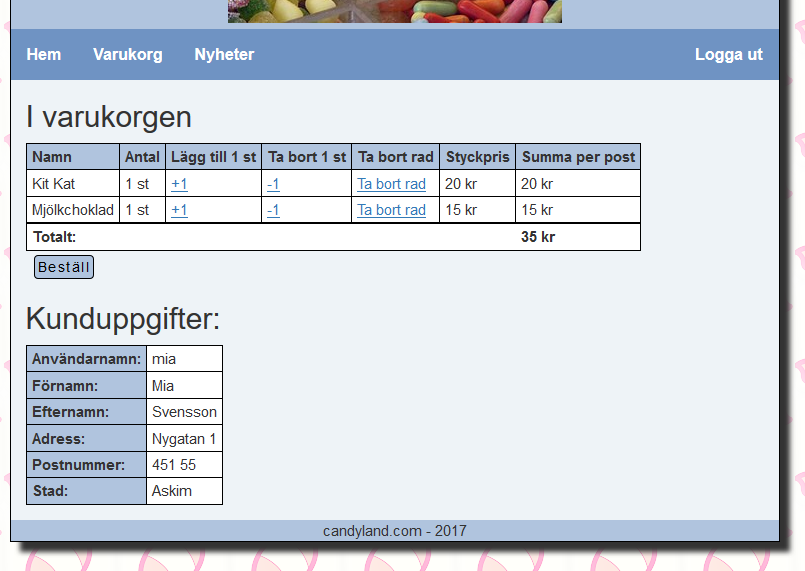 Hem Varukorg Nyheter Logga ut
I varukorgen
Namn Antal Lägg till 1 st Ta bort 1 st Ta bort rad Styckpris Summa per post
Kit Kat 1 st +1 -1 Ta bort rad 20 kr 20 kr
Mjölkchoklad 1 st +1 -1 Ta bort rad 15 kr 15 kr
Totalt: 35 kr
Beställ
Kunduppgifter:
Användarnamn: mia
Förnamn: Mia
Efternamn: Svensson
Adress: Nygatan 1
Postnummer: 451 55
Stad: Askim
candyland.com - 2017